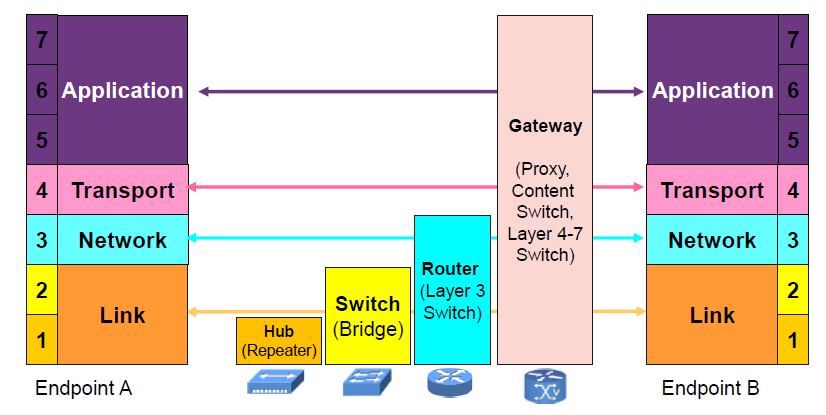 7
6
5
4
3
2
1
Application
Transport
Network
Link
Endpoint A
Hub
(Repeater)
Switch
(Bridge)
Router
(Layer 3
Switch)
Gateway
(Proxy,
Content
Switch,
Layer 4-7
Switch)
Application
Transport
Network
Link
7
6
5
4
3
2
1
Endpoint B